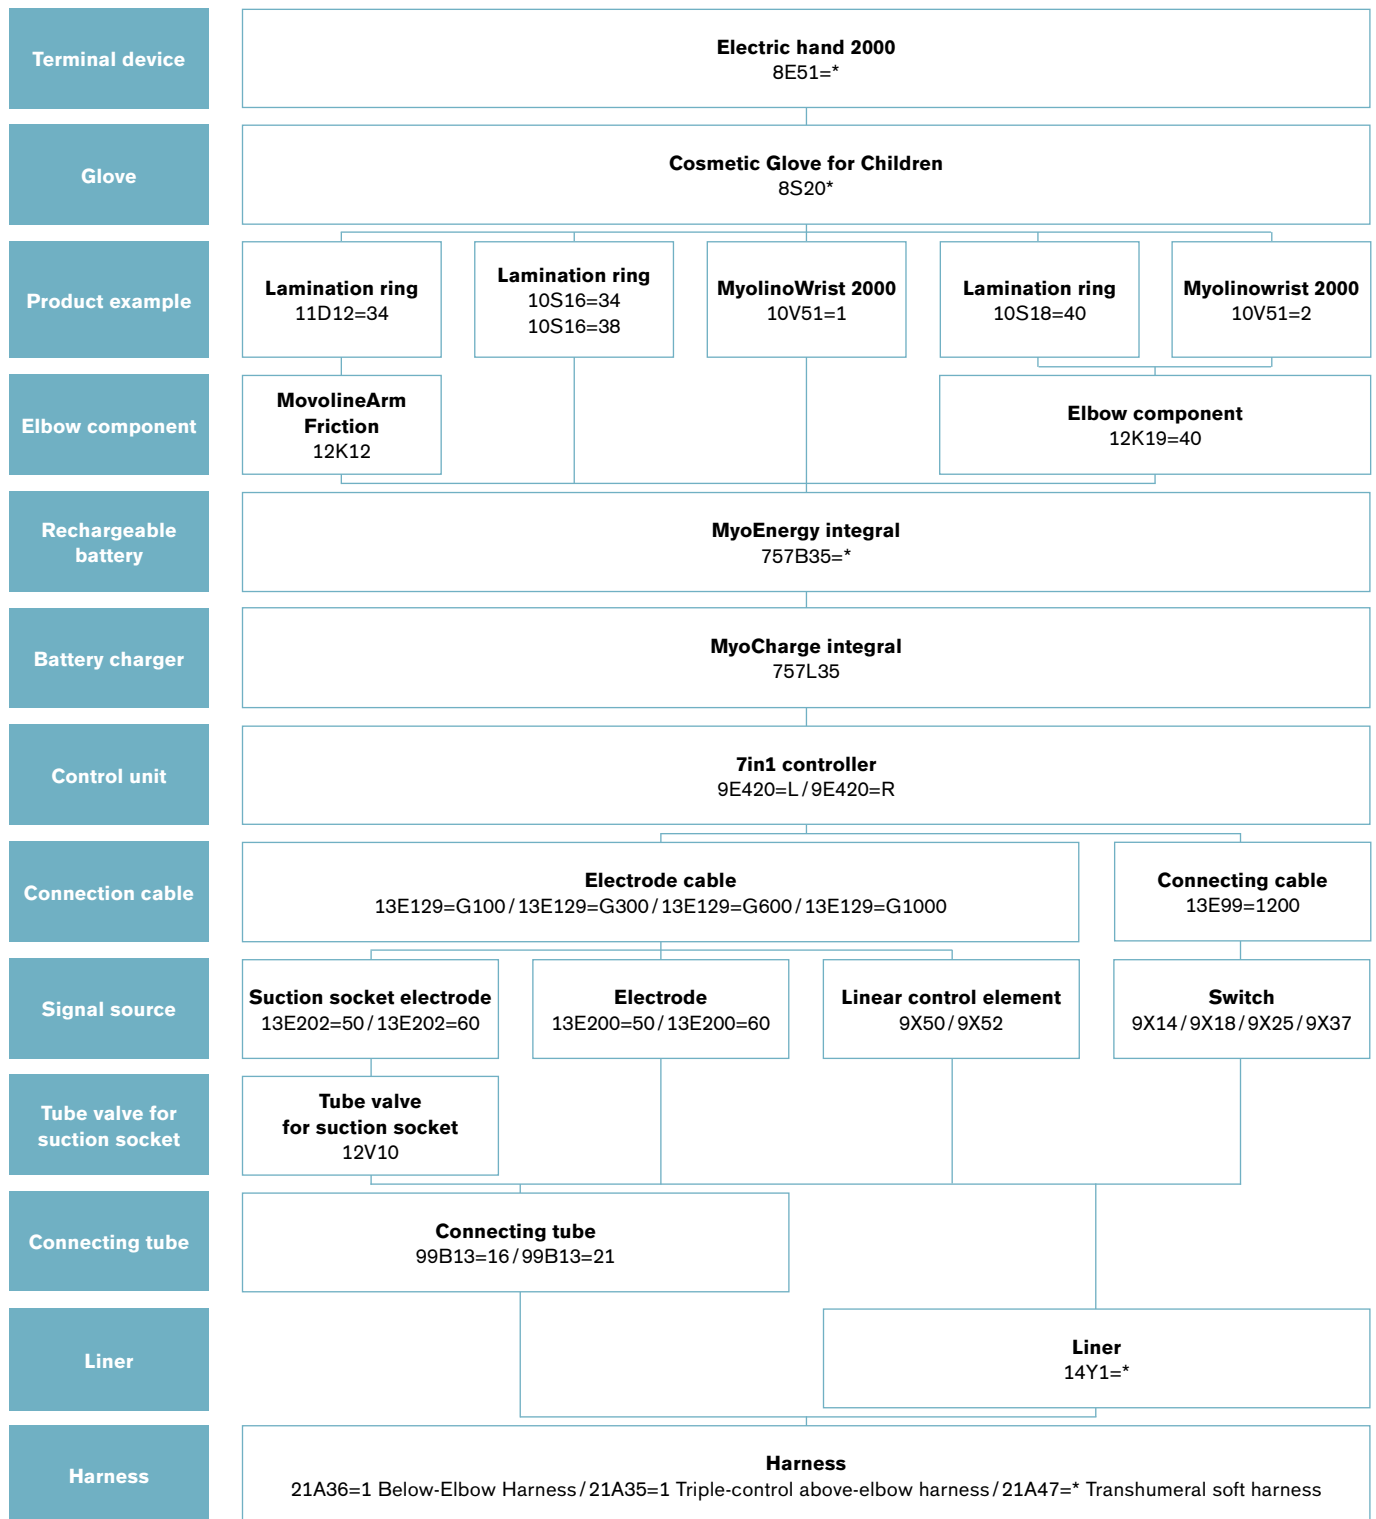 Terminal device
Electric hand 2000
8E51=*
Glove
Cosmetic Glove for Children
8S20*
Product example
Lamination ring
11D12=34
Lamination ring
10S16=34
10S16=38
MyolinoWrist 2000
10V51=1
Lamination ring
10S18=40
Myolinowrist 2000
10V51=2
Elbow component
MovolineArm
Friction
12K12
Elbow component
12K19=40
Rechargeable
battery
MyoEnergy integral
757B35=*
Battery charger
MyoCharge integral
757L35
Control unit
7in1 controller
9E420=L/9E420=R
Connection cable
Electrode cable
13E129=G100/13E129=G300/13E129=G600/13E129=G1000
Connecting cable
13E99=1200
Signal source
Suction socket electrode
13E202=50/13E202=60
Electrode
13E200=50/13E200=60
Linear control element
9X50/9X52
Switch
9X14/9X18/9X25/9X37
Tube valve for
suction socket
Tube valve
for suction socket
12V10
Connecting tube
Connecting tube
99B13=16/99B13=21
Liner
Liner
14Y1=*
Harness
Harness
21A36=1 Below-Elbow Harness/21A35=1 Triple-control above-elbow harness/21A47=* Transhumeral soft harness